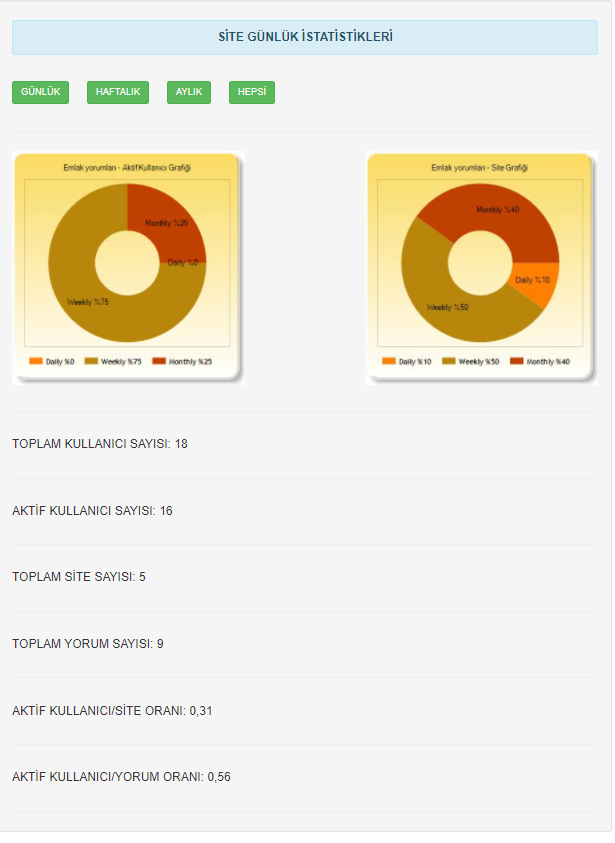 SİTE GÜNLÜK İSTATİSTİKLERİ
GÜNLÜK HAFTALIK AYLIK HEPSİ
Emlak yorumları - Aktif Kullanıcı Grafiği
Monthly %25
Daily %0
Weekly %75
Daily %0 Weekly %75 Monthly %25
Emlak yorumları - Site Grafiği
Monthly %40
Daily %10
Weekly %50
Daily %10 Weekly %50 Monthly %40
TOPLAM KULLANICI SAYISI: 18
AKTİF KULLANICI SAYISI: 16
TOPLAM SİTE SAYISI: 5
TOPLAM YORUM SAYISI: 9
AKTİF KULLANICI/SİTE ORANI: 0,31
AKTİF KULLANICI/YORUM ORANI: 0,56